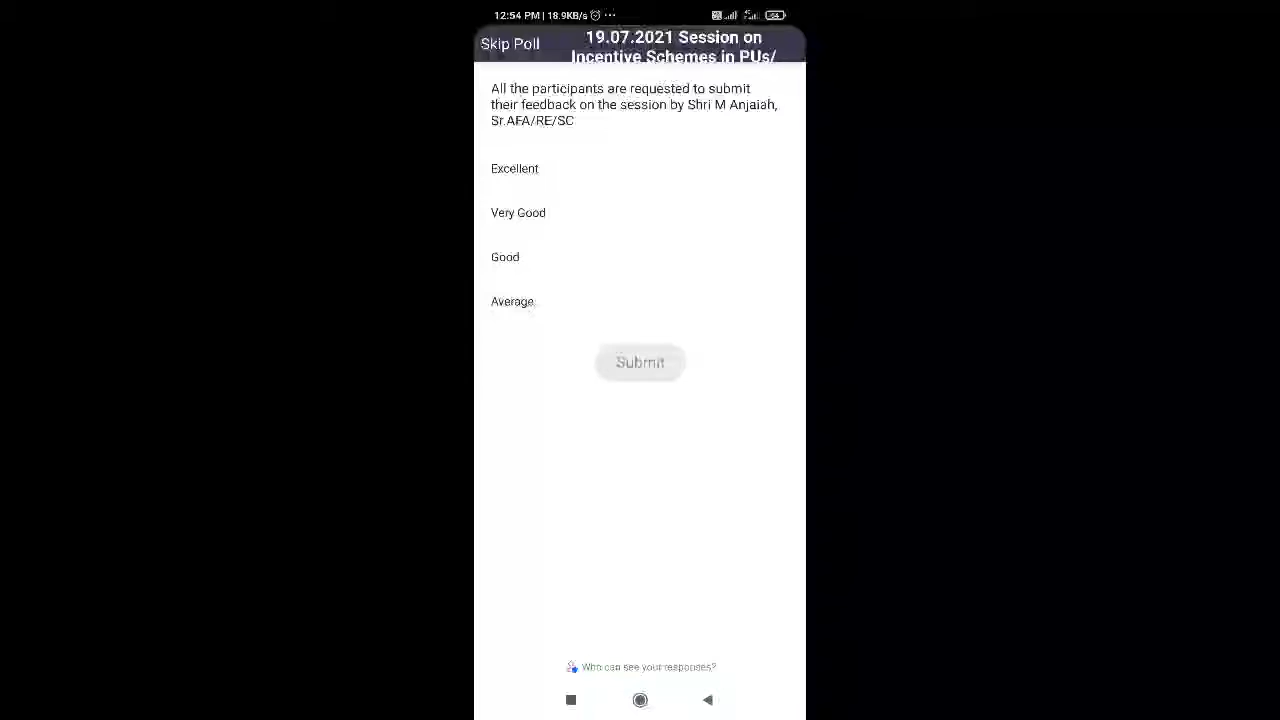 12:54 PM | 18.9KB/s ...
64
Skip Poll
19.07.2021 Session on
Incentive Schemes in PUs/
All the participants are requested to submit
their feedback on the session by Shri M Anjaiah,
Sr.AFA/RE/SC
Excellent
Very Good
Good
Average
Submit
Who can see your responses?